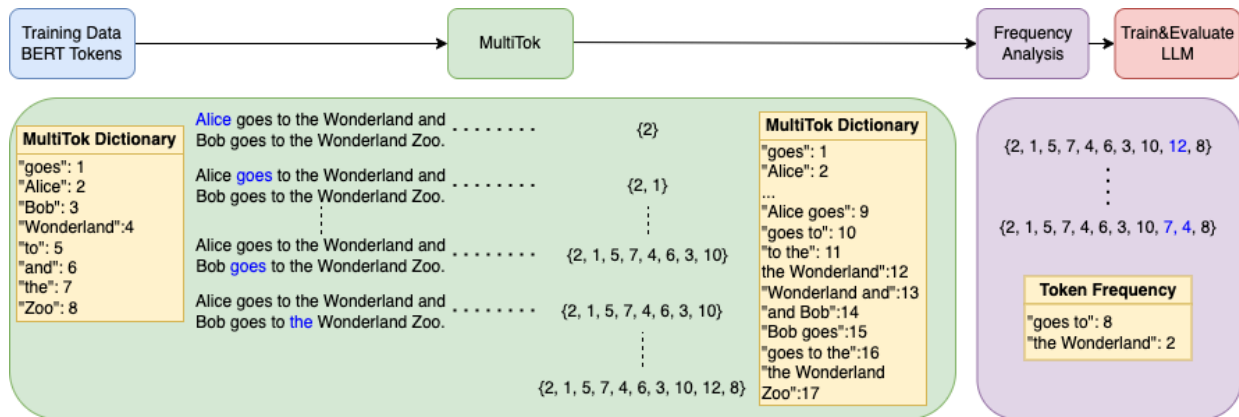 Training Data
BERT Tokens
MultiTok
Frequency
Analysis
Train&Evaluate
LLM
MultiTok Dictionary
"goes": 1
"Alice": 2
"Bob": 3
"Wonderland":4
"to": 5
"and": 6
"the": 7
"Zoo": 8
Alice goes to the Wonderland and
Bob goes to the Wonderland Zoo.
{2}
Alice goes to the Wonderland and
Bob goes to the Wonderland Zoo.
{2, 1}
Alice goes to the Wonderland and
Bob goes to the Wonderland Zoo.
{2, 1, 5, 7, 4, 6, 3, 10}
Alice goes to the Wonderland and
Bob goes to the Wonderland Zoo.
{2, 1, 5, 7, 4, 6, 3, 10}
{2, 1, 5, 7, 4, 6, 3, 10, 12, 8}
MultiTok Dictionary
"goes": 1
"Alice": 2
...
"Alice goes": 9
"goes to": 10
"to the": 11
the Wonderland":12
"Wonderland and":13
"and Bob":14
"Bob goes":15
"goes to the":16
"the Wonderland
Zoo":17
{2, 1, 5, 7, 4, 6, 3, 10, 12, 8}
{2, 1, 5, 7, 4, 6, 3, 10, 7, 4, 8}
Token Frequency
"goes to": 8
"the Wonderland": 2